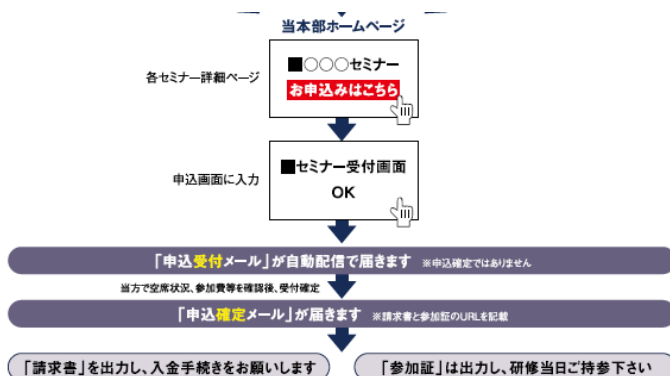 当本部ホームページ
各セミナー詳細ページ
■○○○セミナー
お申込みはこちら
申込画面に入力
■セミナー受付画面
OK
「申込受付メール」が自動配信で届きます ※申込確定ではありません
当方で空席状況、参加費等を確認後、受付確定
「申込確定メール」が届きます ※請求書と参加証のURLを記載
「請求書」を出力し、入金手続きをお願いします
「参加証」は出力し、研修当日ご持参下さい